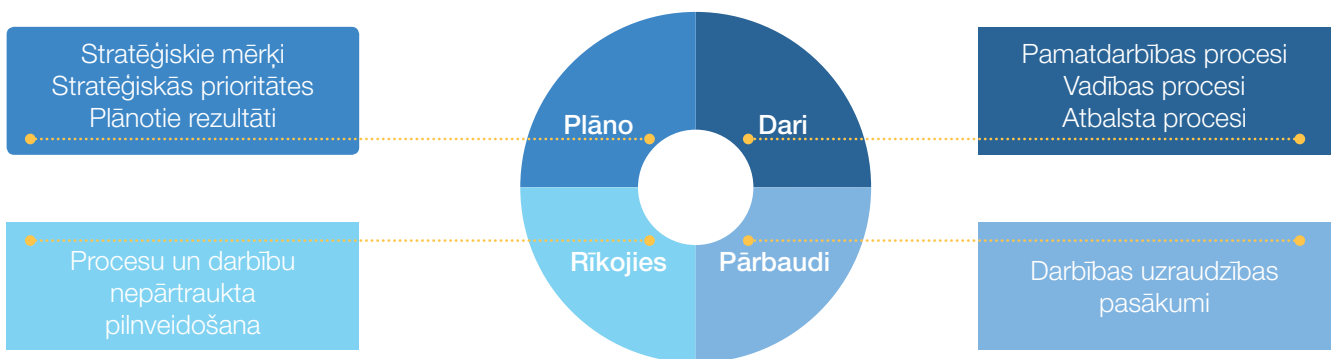 Stratēģiskie mērķi
Stratēģiskās prioritātes
Plānotie rezultāti
Plāno
Dari
Pamatdarbības procesi
Vadības procesi
Atbalsta procesi
Procesu un darbību
nepārtraukta
pilnveidošana
Rīkojies
Pārbaudi
Darbības uzraudzības
pasākumi